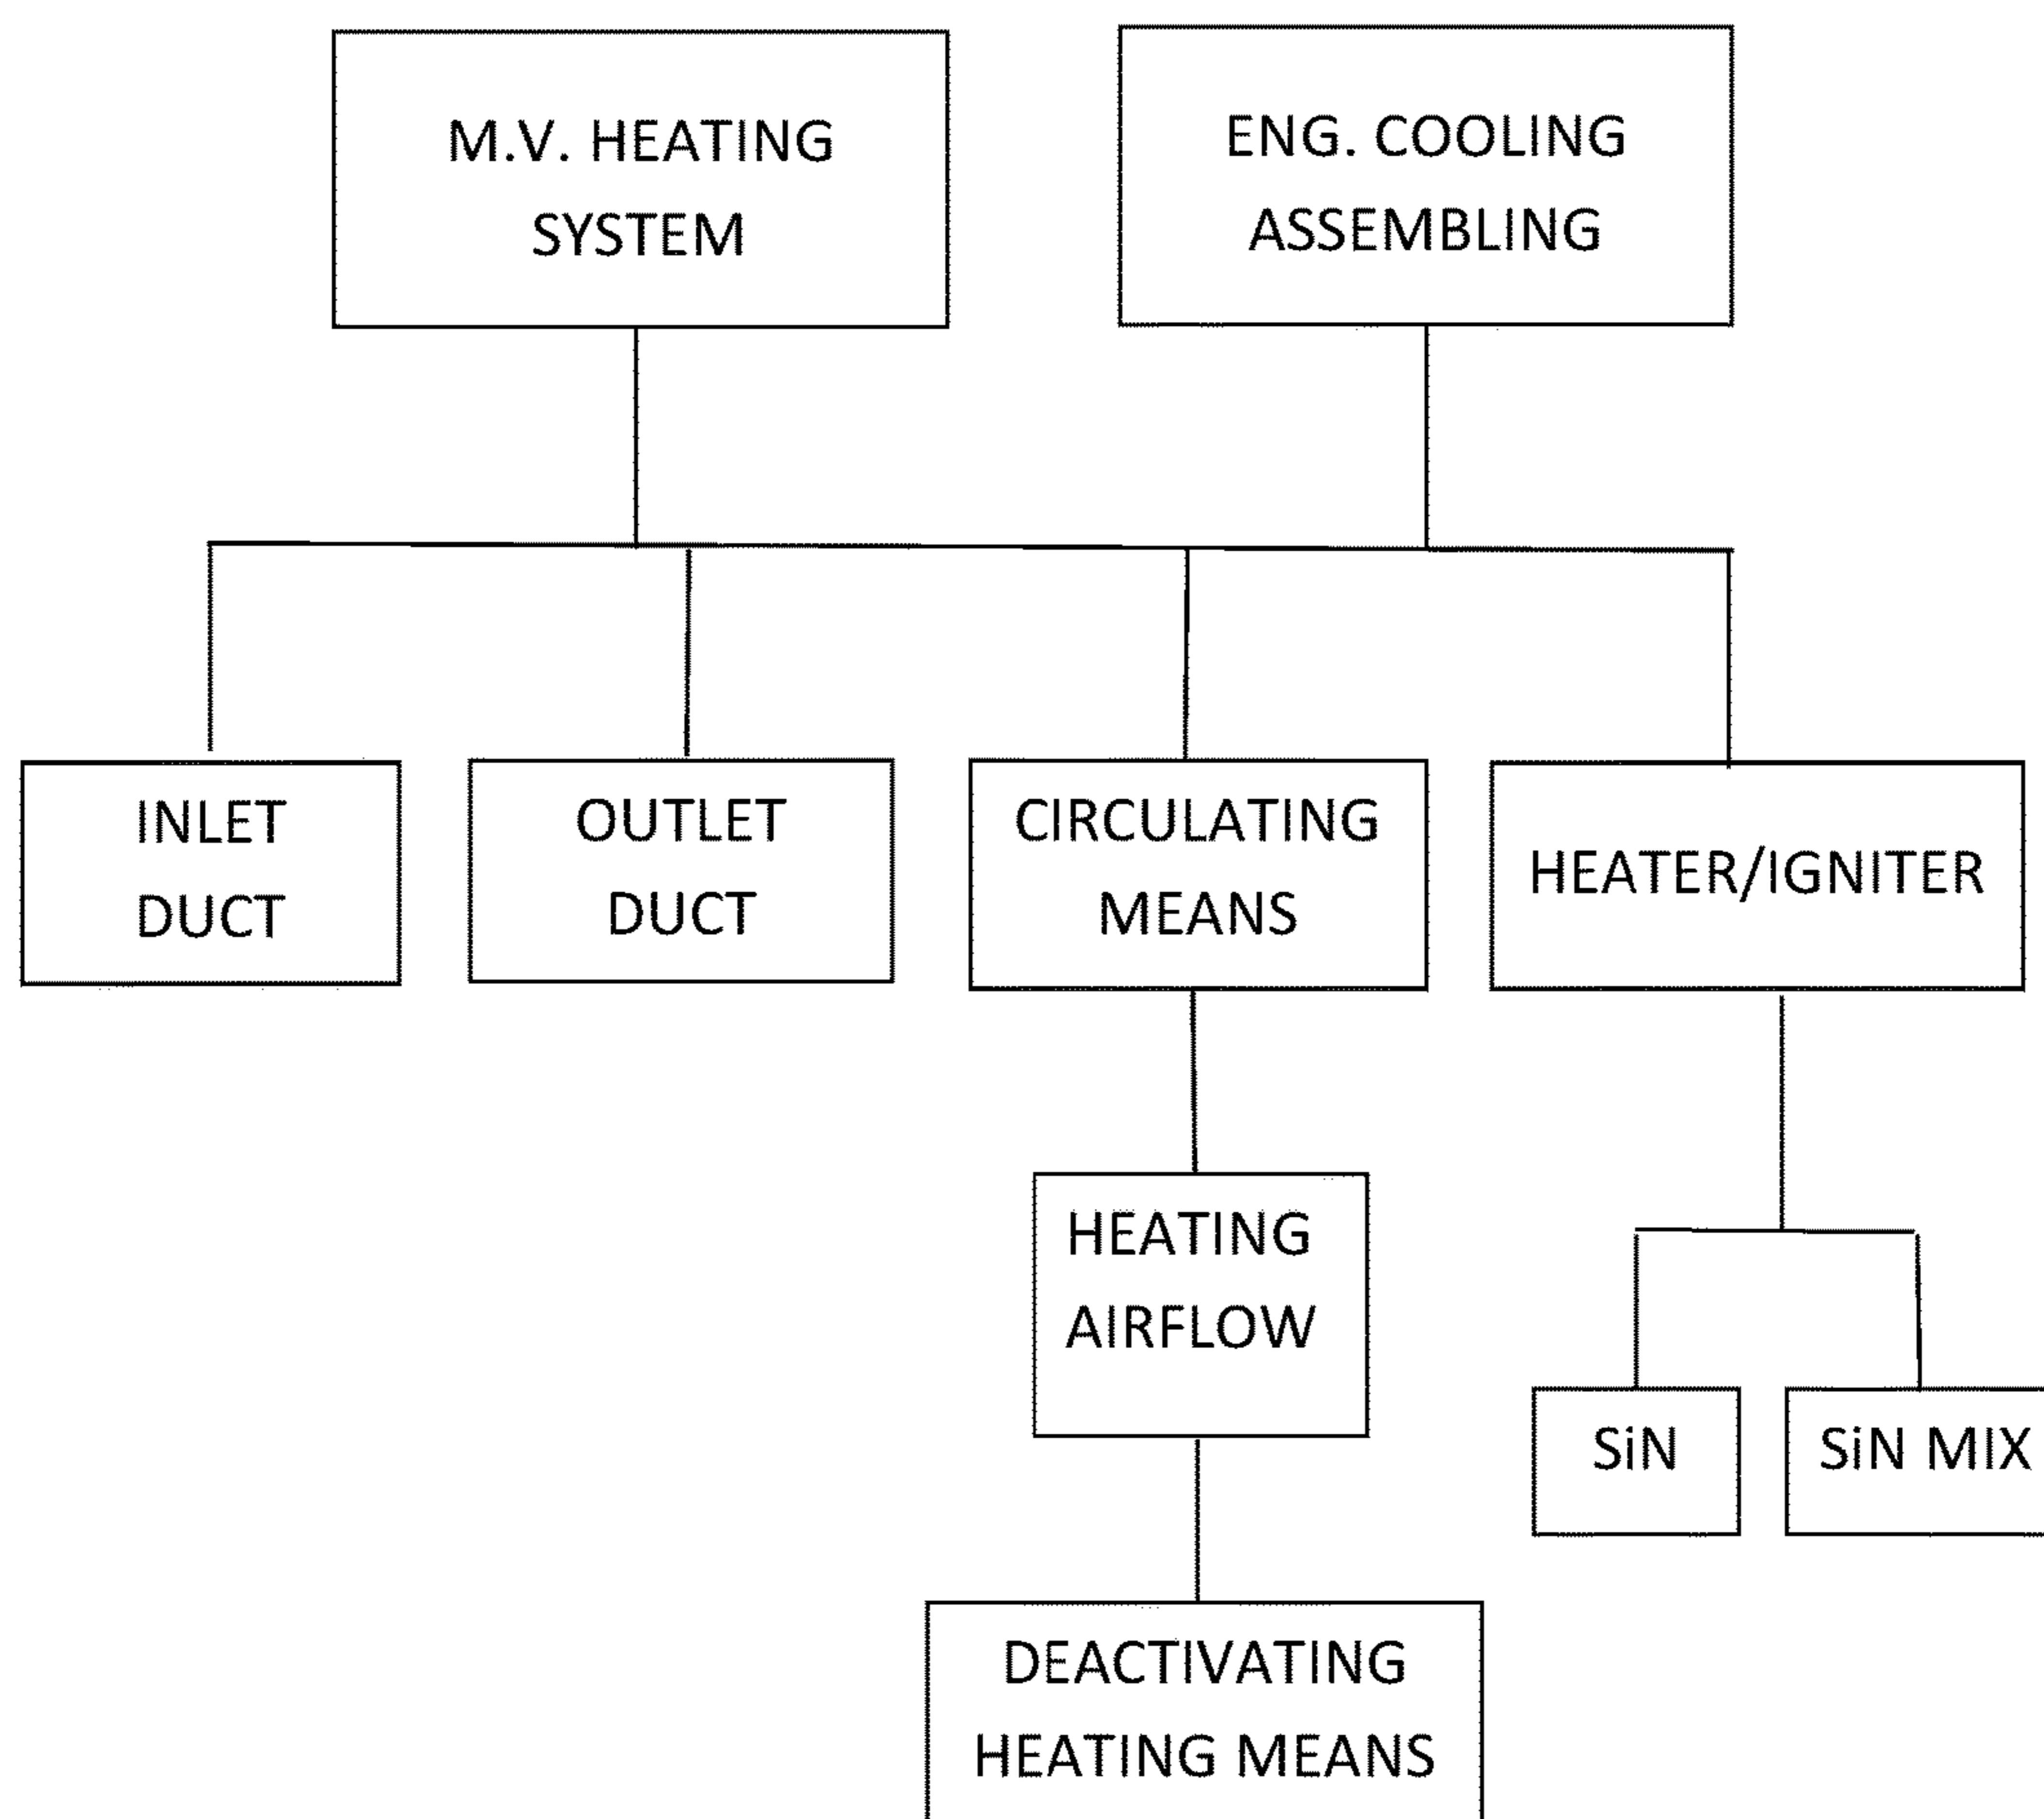 M.V. HEATING
SYSTEM
ENG. COOLING
ASSEMBLING
INLET
DUCT
OUTLET
DUCT
CIRCULATING
MEANS
HEATER/IGNITER
HEATING
AIRFLOW
SiN
SiN MIX
DEACTIVATING
HEATING MEANS